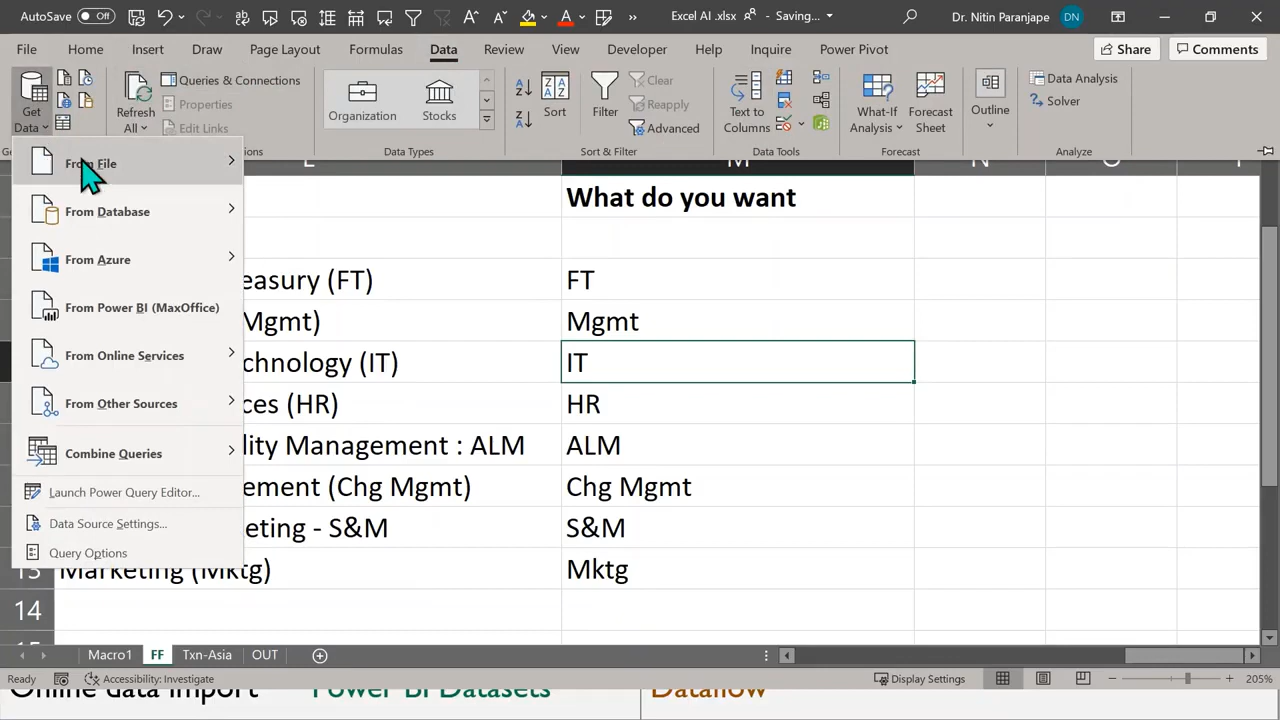 AutoSave Off Excel AI .xlsx - Saving... Dr. Nitin Paranjape DN
File Home Insert Draw Page Layout Formulas Data Review View Developer Help Inquire Power Pivot Share Comments
Get Data
Refresh All
Queries & Connections
Properties
Edit Links
Organization
Stocks
Data Types
Sort
Filter
Clear
Reapply
Advanced
Sort & Filter
Text to Columns
Data Tools
What-If Analysis
Forecast Sheet
Forecast
Outline
Data Analysis
Solver
Analyze
From File
From Database
From Azure
From Power BI (MaxOffice)
From Online Services
From Other Sources
Combine Queries
Launch Power Query Editor...
Data Source Settings...
Query Options
M N
What do you want
(FT) FT
Mgmt) Mgmt
(IT) IT
(HR) HR
Management : ALM ALM
(Chg Mgmt) Chg Mgmt
- S&M S&M
13 Marketing (Mktg) Mktg
14
Macro1 FF Txn-Asia OUT
Ready Accessibility: Investigate Display Settings 205%
Online data import Power BI Datasets Dataflow